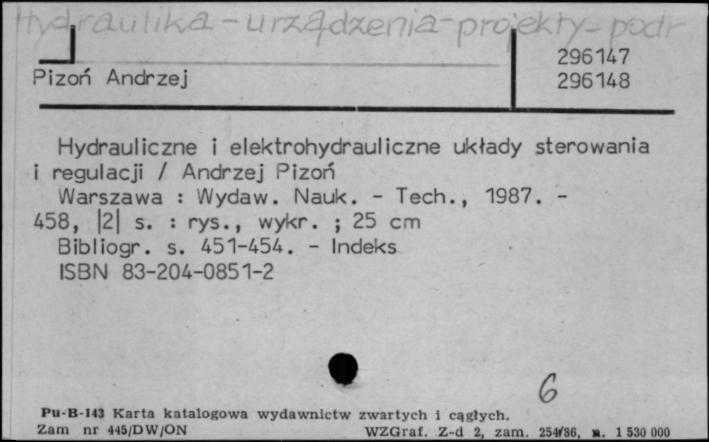 Hydraulika - urządzenia - projekty - podr
296147
Pizoń Andrzej 296148
Hydrauliczne i elektrohydrauliczne układy sterowania
i regulacji / Andrzej Pizoń
Warszawa : Wydaw. Nauk. - Tech., 1987. -
458, |2| s. : rys., wykr. ; 25 cm
Bibliogr. s. 451-454. - Indeks
ISBN 83-204-0851-2
6
Pu-B-143 Karta katalogowa wydawnictw zwartych i cągłych.
Zam nr 445/DW/ON WZGraf. Z-d 2, zam. 254/86, n. 1 530 000